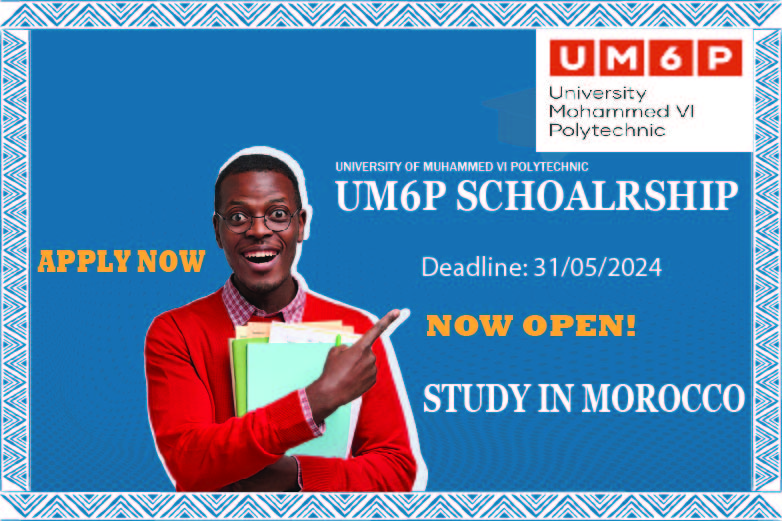 UM6P
University
Mohammed VI
Polytechnic
UNIVERSITY OF MUHAMMED VI POLYTECHNIC
UM6P SCHOALRSHIP
APPLY NOW
Deadline: 31/05/2024
NOW OPEN!
STUDY IN MOROCCO